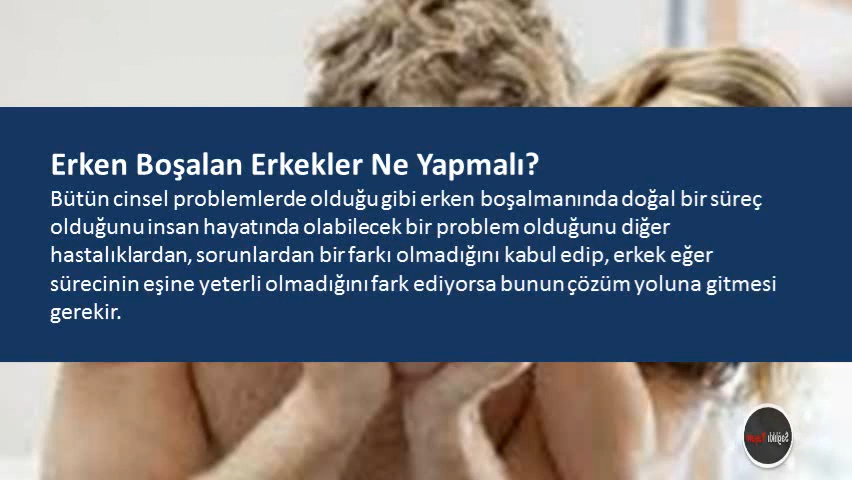 Erken Boşalan Erkekler Ne Yapmalı?
Bütün cinsel problemlerde olduğu gibi erken boşalmanında doğal bir süreç
olduğunu insan hayatında olabilecek bir problem olduğunu diğer
hastalıklardan, sorunlardan bir farkı olmadığını kabul edip, erkek eğer
sürecinin eşine yeterli olmadığını fark ediyorsa bunun çözüm yoluna gitmesi
gerekir.